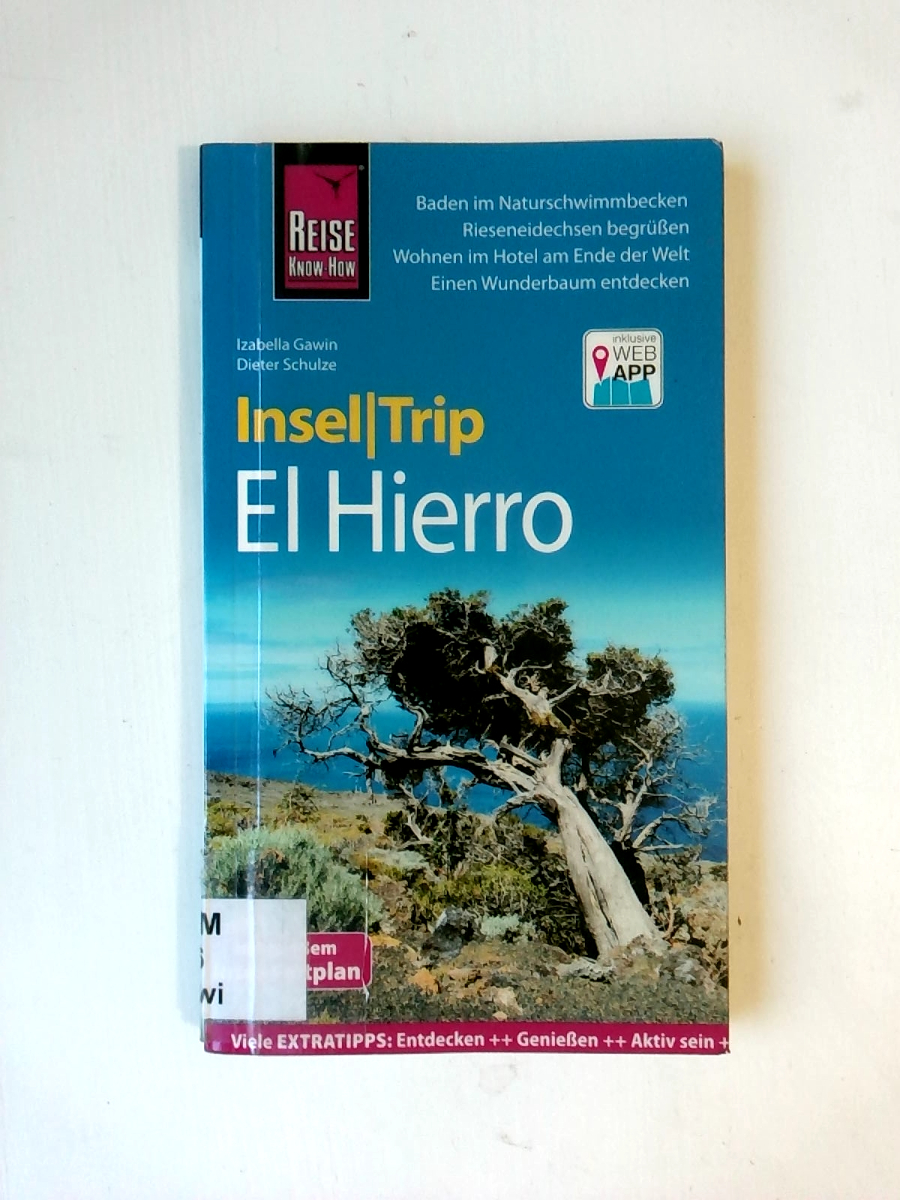 REISE
KNOW-HOW
Baden im Naturschwimmbecken
Rieseneidechsen begrüßen
Wohnen im Hotel am Ende der Welt
Einen Wunderbaum entdecken
Izabella Gawin
Dieter Schulze
inklusive
WEB
APP
Insel|Trip
El Hierro
M
wi
Viele EXTRATIPPS: Entdecken ++ Genießen ++ Aktiv sein +